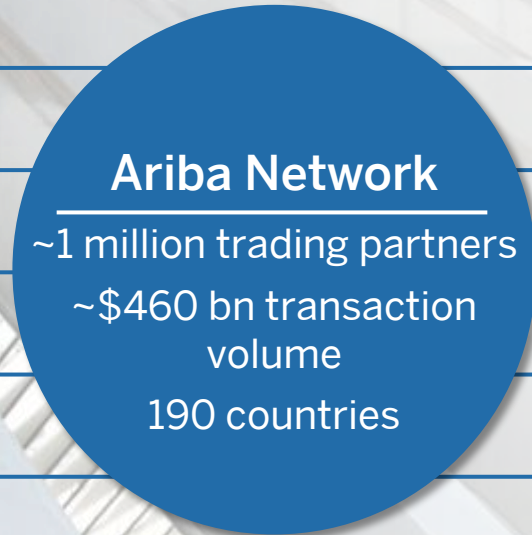 Ariba Network
~1 million trading partners
~$460 bn transaction
volume
190 countries